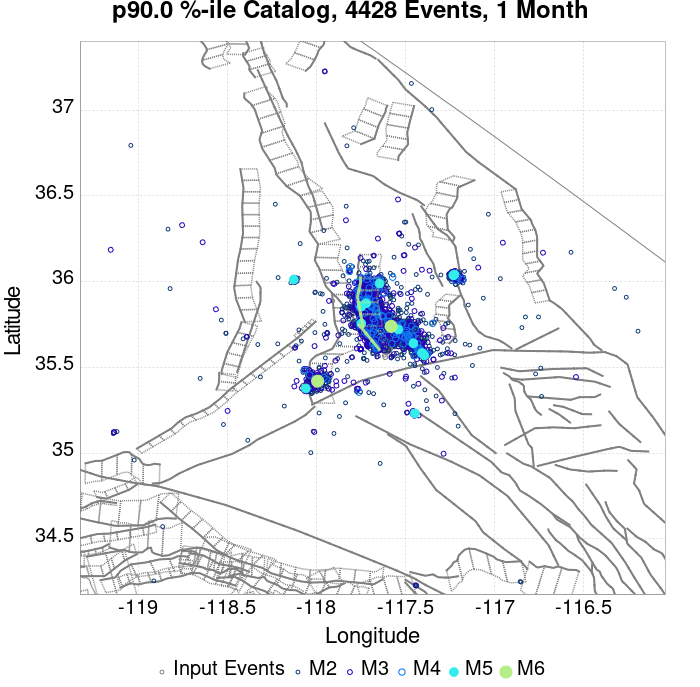 p90.0 %-ile Catalog, 4428 Events, 1 Month
37
36.5
36
35.5
35
34.5
Latitude
-119 -118.5 -118 -117.5 -117 -116.5
Longitude
Input Events M2 M3 M4 M5 M6